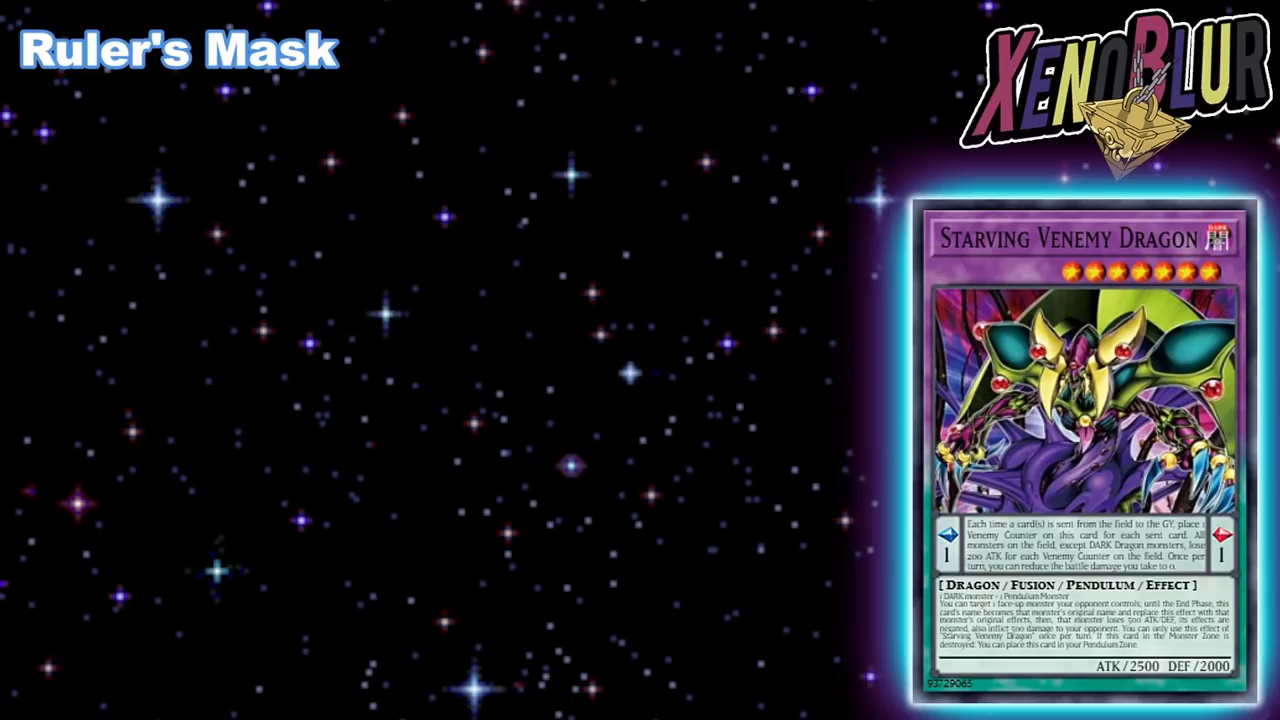 Ruler's Mask
XENOBLUR
STARVING VENEMY DRAGON
DARK
闇
Each time a card(s) is sent from the field to the GY, place 1
Venemy Counter on this card for each sent card. All
monsters on the field, except DARK Dragon monsters, lose
200 ATK for each Venemy Counter on the field. Once per
turn, you can reduce the battle damage you take to 0.
1
1
[ DRAGON / FUSION / PENDULUM / EFFECT ]
1 DARK monster + 1 Pendulum Monster
You can target 1 face-up monster your opponent controls; until the End Phase, this
card's name becomes that monster's original name and replace this effect with that
monster's original effects, then, that monster loses 500 ATK/DEF, its effects are
negated, also inflict 500 damage to your opponent. You can only use this effect of
"Starving Venemy Dragon" once per turn. If this card in the Monster Zone is
destroyed: You can place this card in your Pendulum Zone.
ATK/2500 DEF/2000
93729065